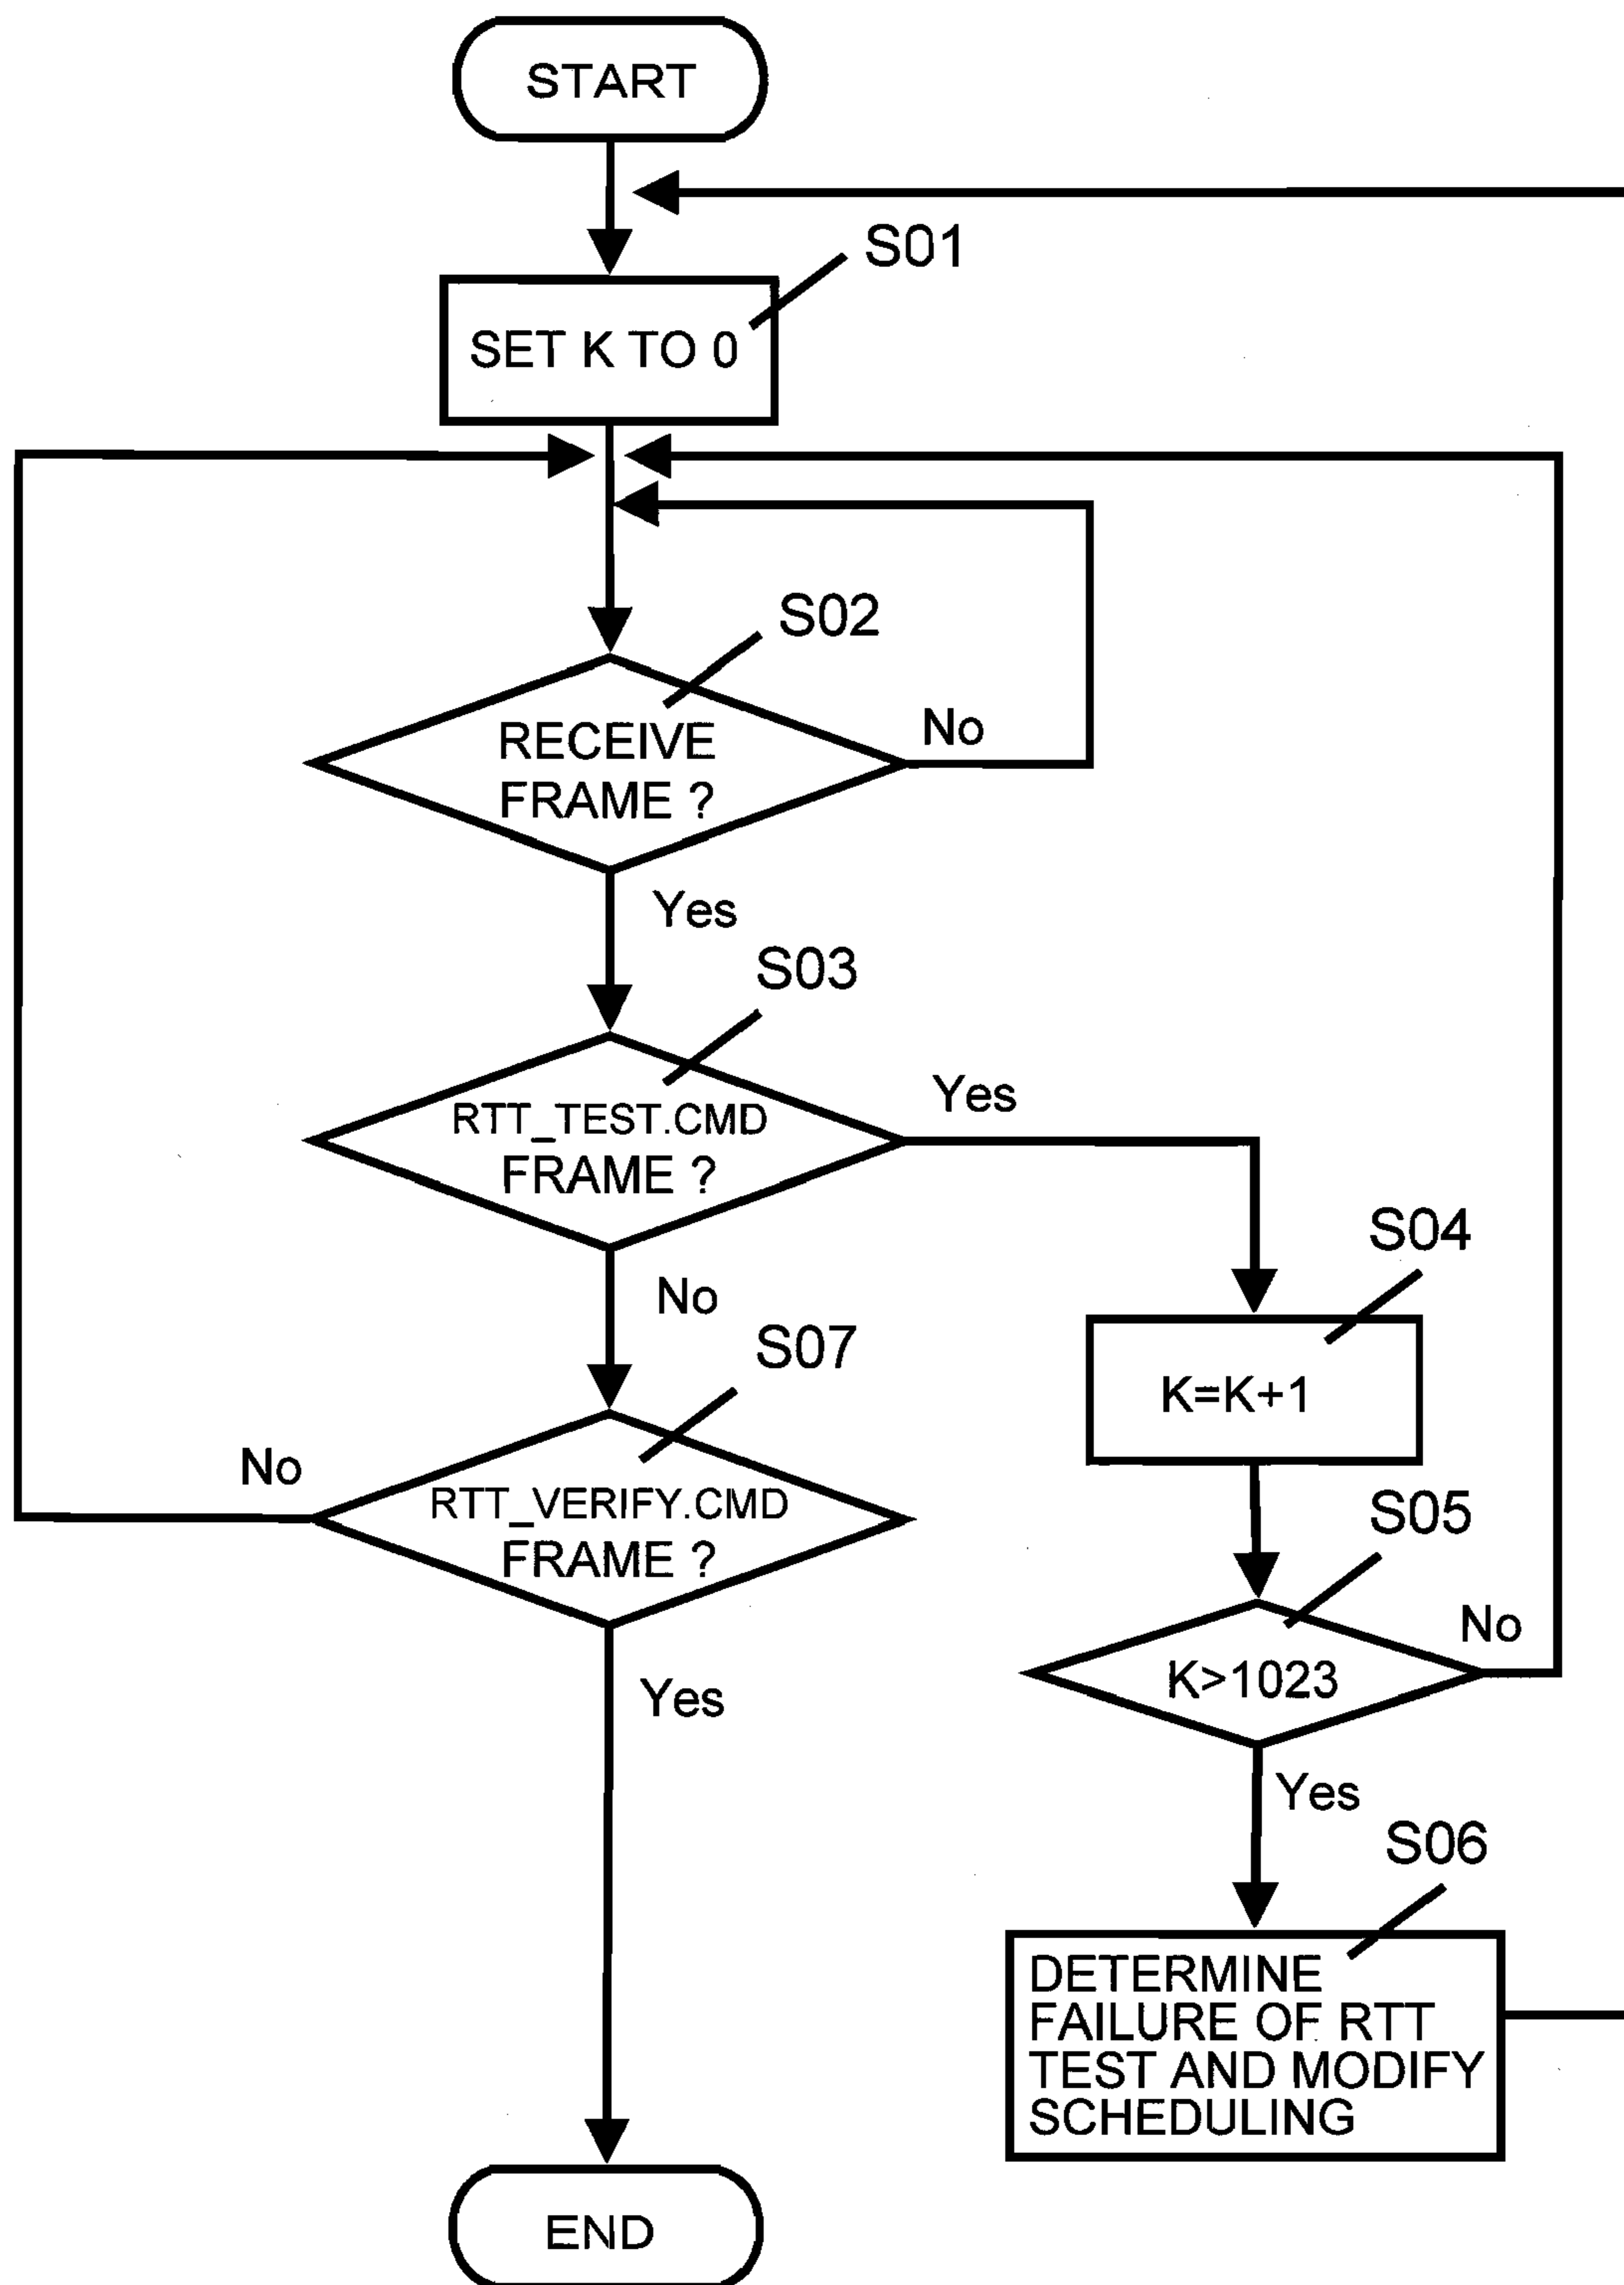 START
S01
SET K TO 0
S02
RECEIVE
FRAME ?
No
Yes
S03
RTT_TEST.CMD
FRAME ?
Yes
No
S04
K=K+1
S07
RTT_VERIFY.CMD
FRAME ?
No
Yes
S05
K>1023
No
Yes
S06
DETERMINE
FAILURE OF RTT
TEST AND MODIFY
SCHEDULING
END